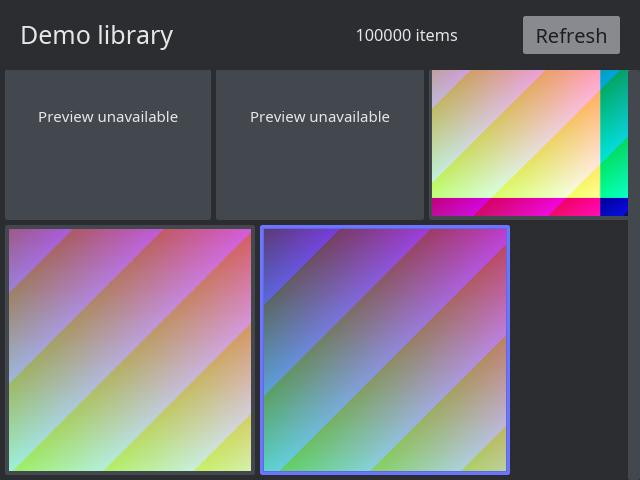 Demo library
100000 items
Refresh
Preview unavailable
Preview unavailable